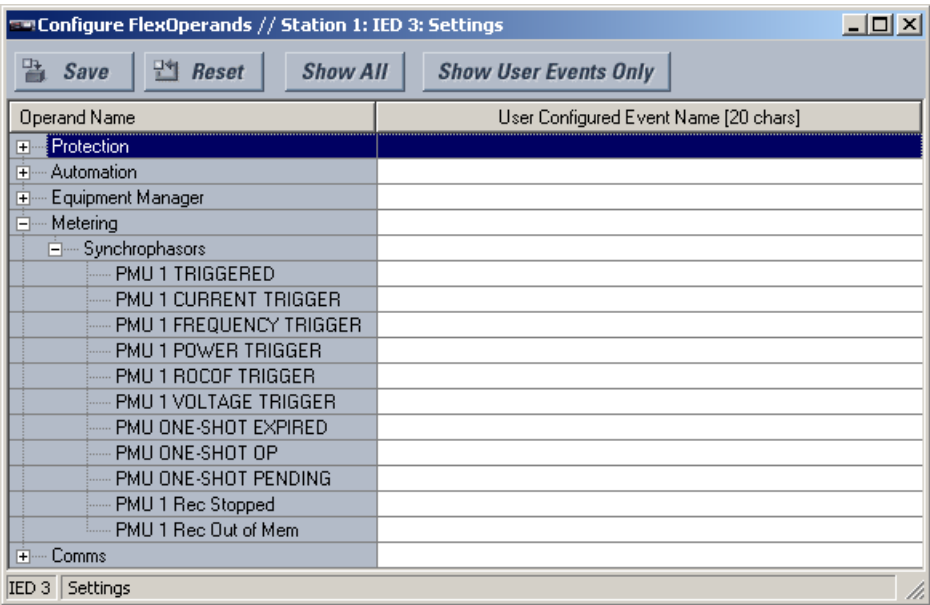 Configure FlexOperands // Station 1: IED 3: Settings
Save Reset Show All Show User Events Only
Operand Name User Configured Event Name [20 chars]
Protection
Automation
Equipment Manager
Metering
Synchrophasors
PMU 1 TRIGGERED
PMU 1 CURRENT TRIGGER
PMU 1 FREQUENCY TRIGGER
PMU 1 POWER TRIGGER
PMU 1 ROCOF TRIGGER
PMU 1 VOLTAGE TRIGGER
PMU ONE-SHOT EXPIRED
PMU ONE-SHOT OP
PMU ONE-SHOT PENDING
PMU 1 Rec Stopped
PMU 1 Rec Out of Mem
Comms
IED 3 Settings